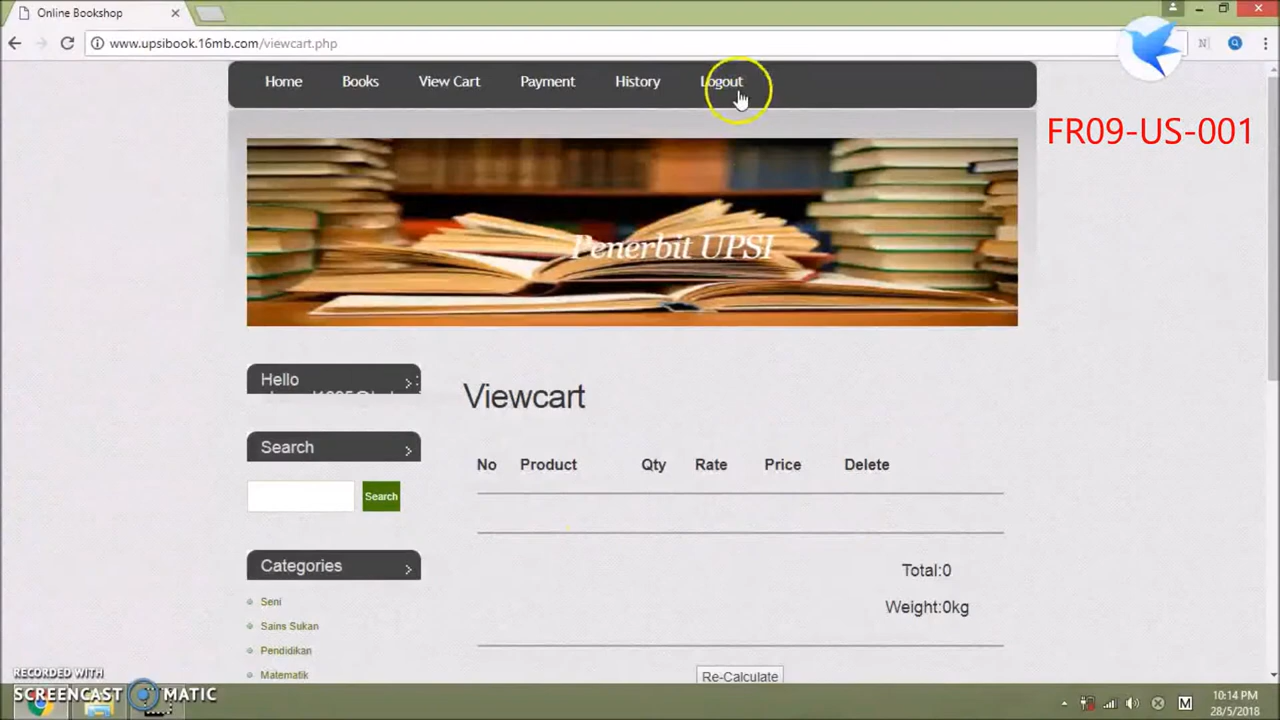 Online Bookshop
www.upsibook.16mb.com/viewcart.php
Home Books View Cart Payment History Logout
FR09-US-001
Penerbit UPSI
Hello
Viewcart
Search
No Product Qty Rate Price Delete
Search
Categories
Total:0
Seni
Weight:0kg
Sains Sukan
Pendidikan
Matematik
Re-Calculate
RECORDED WITH
SCREENCAST MATIC
M
10:14 PM
28/5/2018